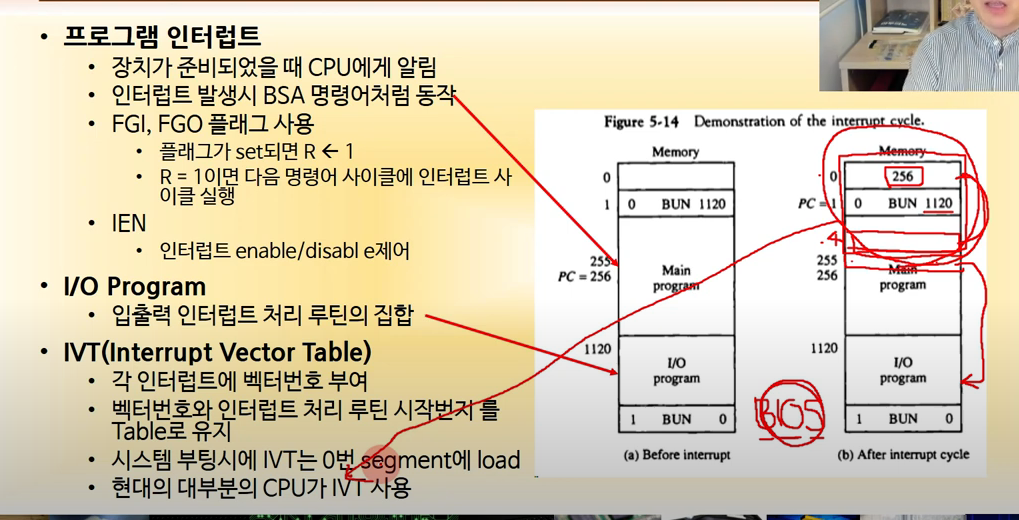 • 프로그램 인터럽트
• 장치가 준비되었을 때 CPU에게 알림
• 인터럽트 발생시 BSA 명령어처럼 동작
• FGI, FGO 플래그 사용
• 플래그가 set되면 R ← 1
• R = 1이면 다음 명령어 사이클에 인터럽트 사
이클 실행
• IEN
• 인터럽트 enable/disabl e제어
• I/O Program
• 입출력 인터럽트 처리 루틴의 집합
• IVT(Interrupt Vector Table)
• 각 인터럽트에 벡터번호 부여
• 벡터번호와 인터럽트 처리 루틴 시작번지 를
Table로 유지
• 시스템 부팅시에 IVT는 0번 segment에 load
• 현대의 대부분의 CPU가 IVT 사용
Figure 5-14 Demonstration of the interrupt cycle.
Memory
0
1 0 BUN 1120
255
PC = 256
Main
program
1120
I/O
program
1 BUN 0
(a) Before interrupt
Memory
0 256
PC = 1 0 BUN 1120
4
255
256
Main
program
1120
I/O
program
1 BUN 0
(b) After interrupt cycle
BIOS